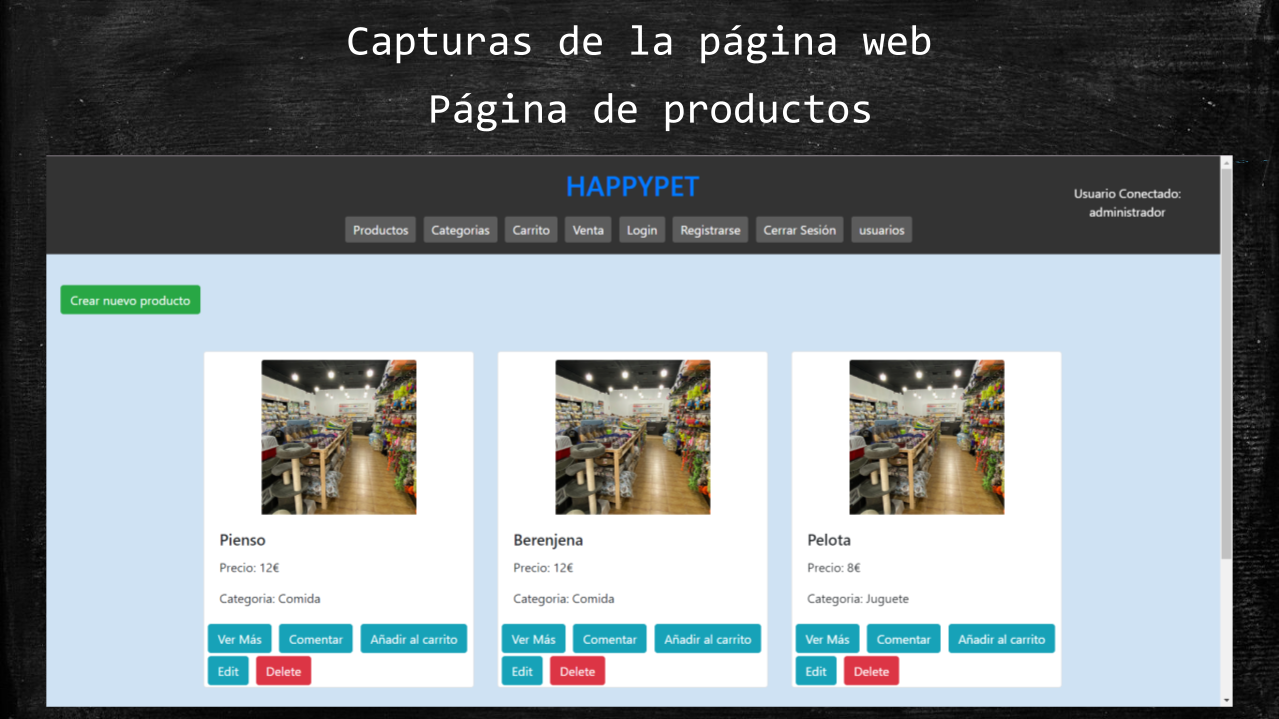 Capturas de la página web
Página de productos
HAPPYPET
Usuario Conectado:
administrador
Productos Categorias Carrito Venta Login Registrarse Cerrar Sesión usuarios
Crear nuevo producto
Pienso
Precio: 12€
Categoria: Comida
Ver Más Comentar Añadir al carrito
Edit Delete
Berenjena
Precio: 12€
Categoria: Comida
Ver Más Comentar Añadir al carrito
Edit Delete
Pelota
Precio: 8€
Categoria: Juguete
Ver Más Comentar Añadir al carrito
Edit Delete